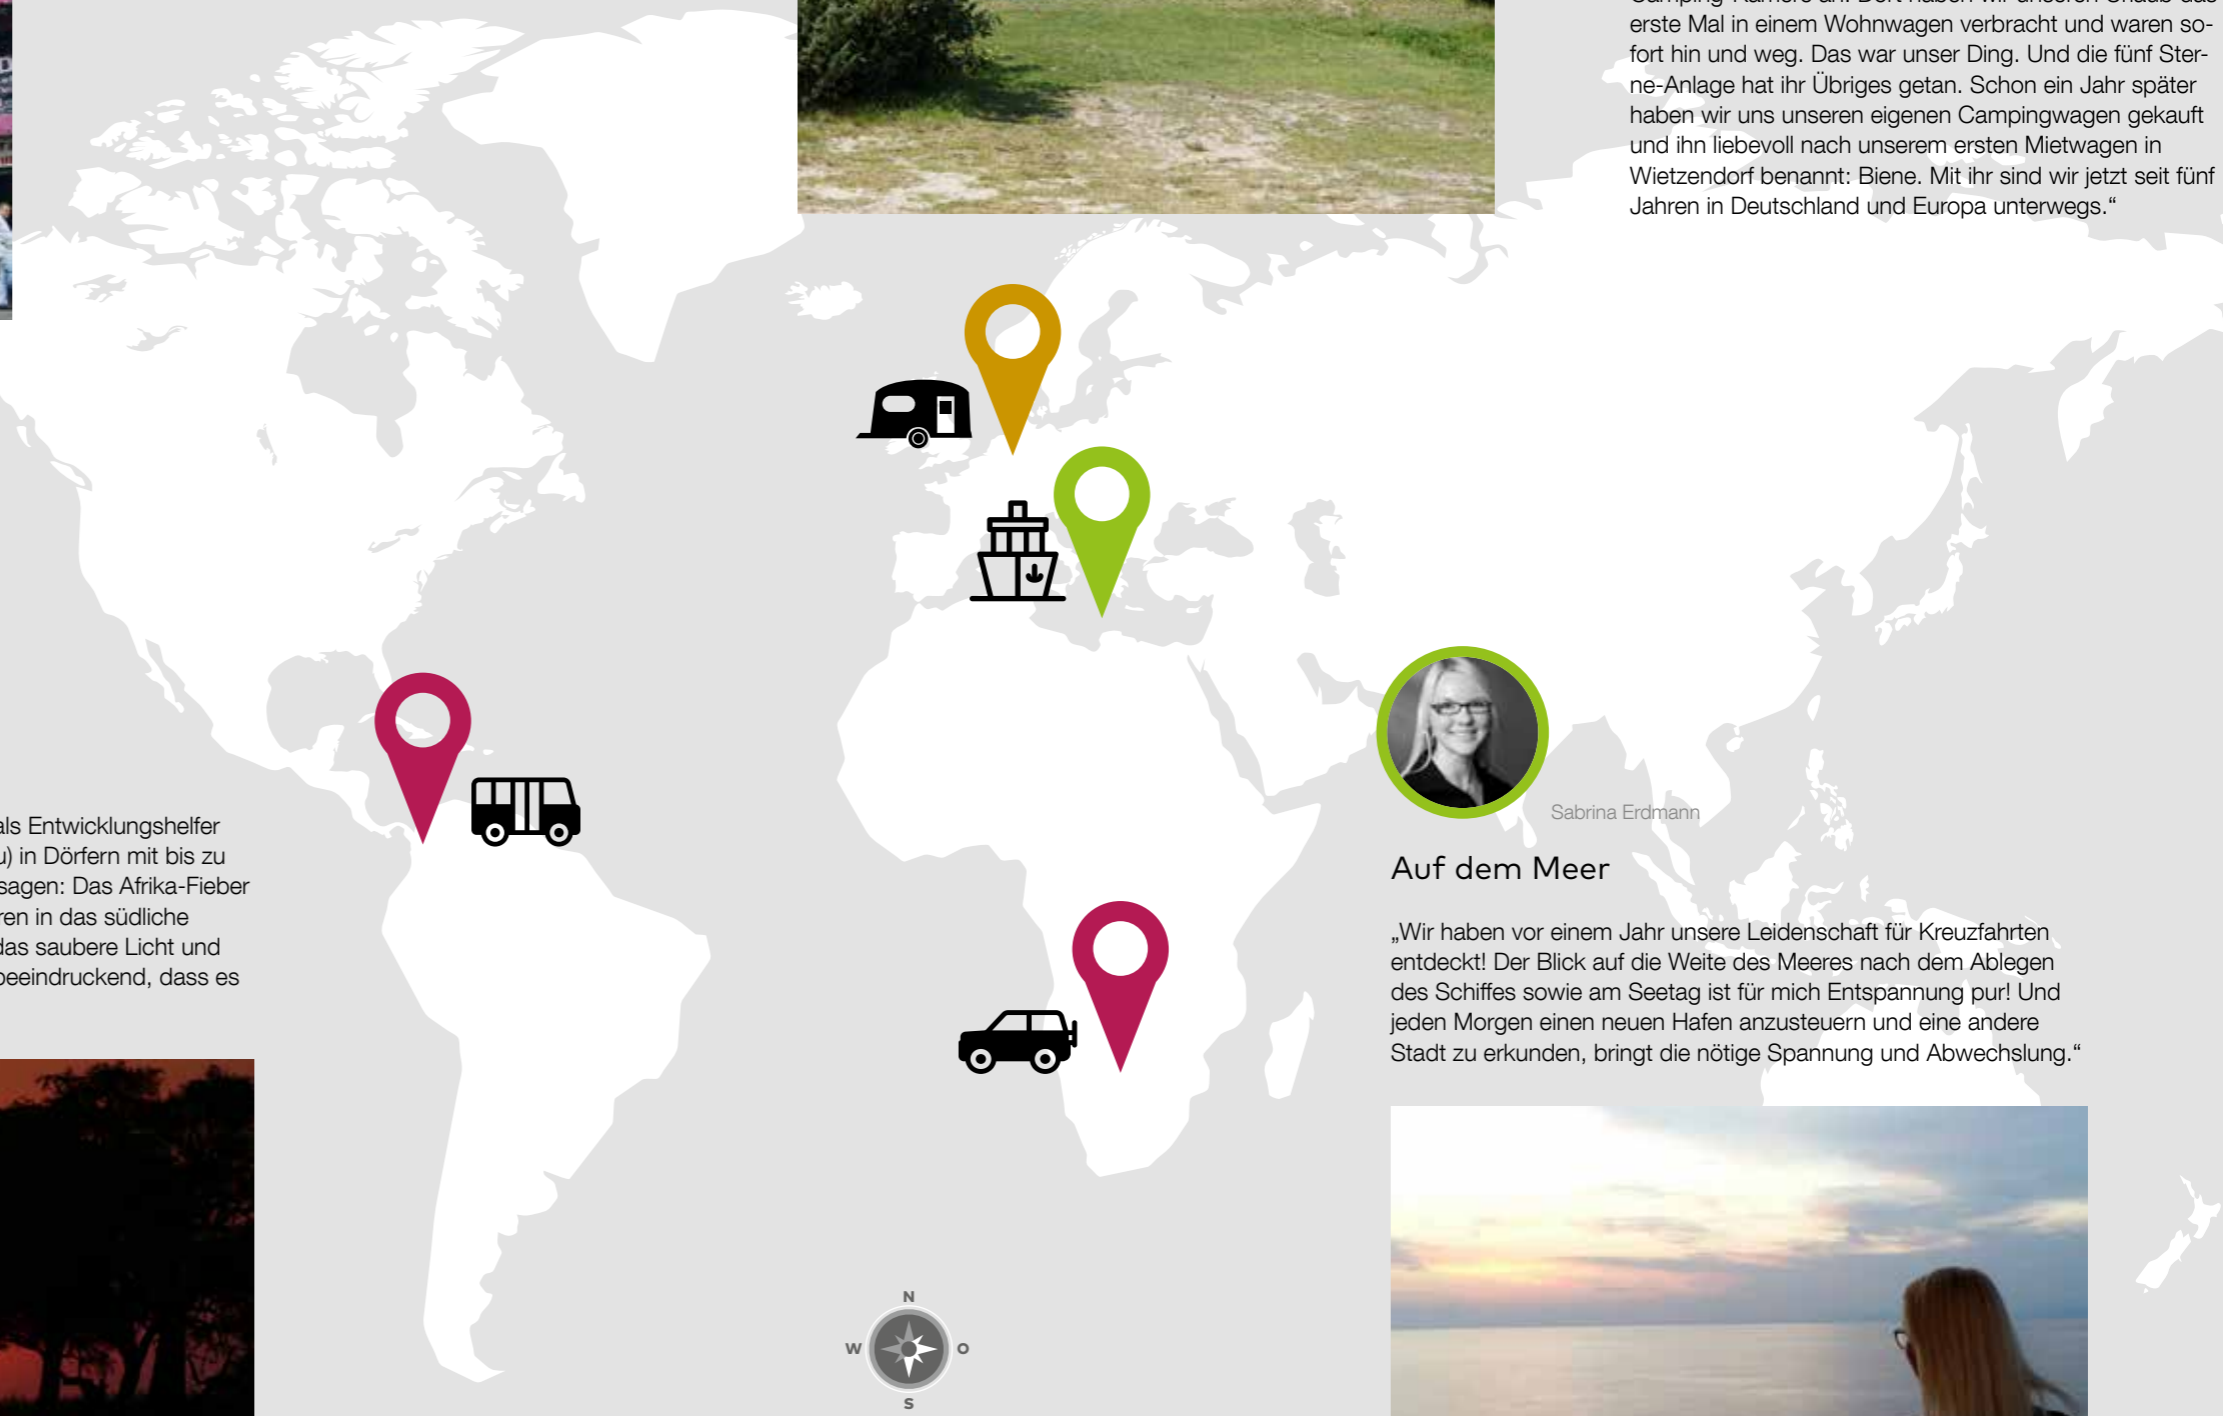 erste Mal in einem Wohnwagen verbracht und waren so-
fort hin und weg. Das war unser Ding. Und die fünf Ster-
ne-Anlage hat ihr Übriges getan. Schon ein Jahr später
haben wir uns unseren eigenen Campingwagen gekauft
und ihn liebevoll nach unserem ersten Mietwagen in
Wietzendorf benannt: Biene. Mit ihr sind wir jetzt seit fünf
Jahren in Deutschland und Europa unterwegs.“
als Entwicklungshelfer
u) in Dörfern mit bis zu
sagen: Das Afrika-Fieber
ren in das südliche
das saubere Licht und
beeindruckend, dass es
Sabrina Erdmann
Auf dem Meer
„Wir haben vor einem Jahr unsere Leidenschaft für Kreuzfahrten
entdeckt! Der Blick auf die Weite des Meeres nach dem Ablegen
des Schiffes sowie am Seetag ist für mich Entspannung pur! Und
jeden Morgen einen neuen Hafen anzusteuern und eine andere
Stadt zu erkunden, bringt die nötige Spannung und Abwechslung.“
N
W
O
S